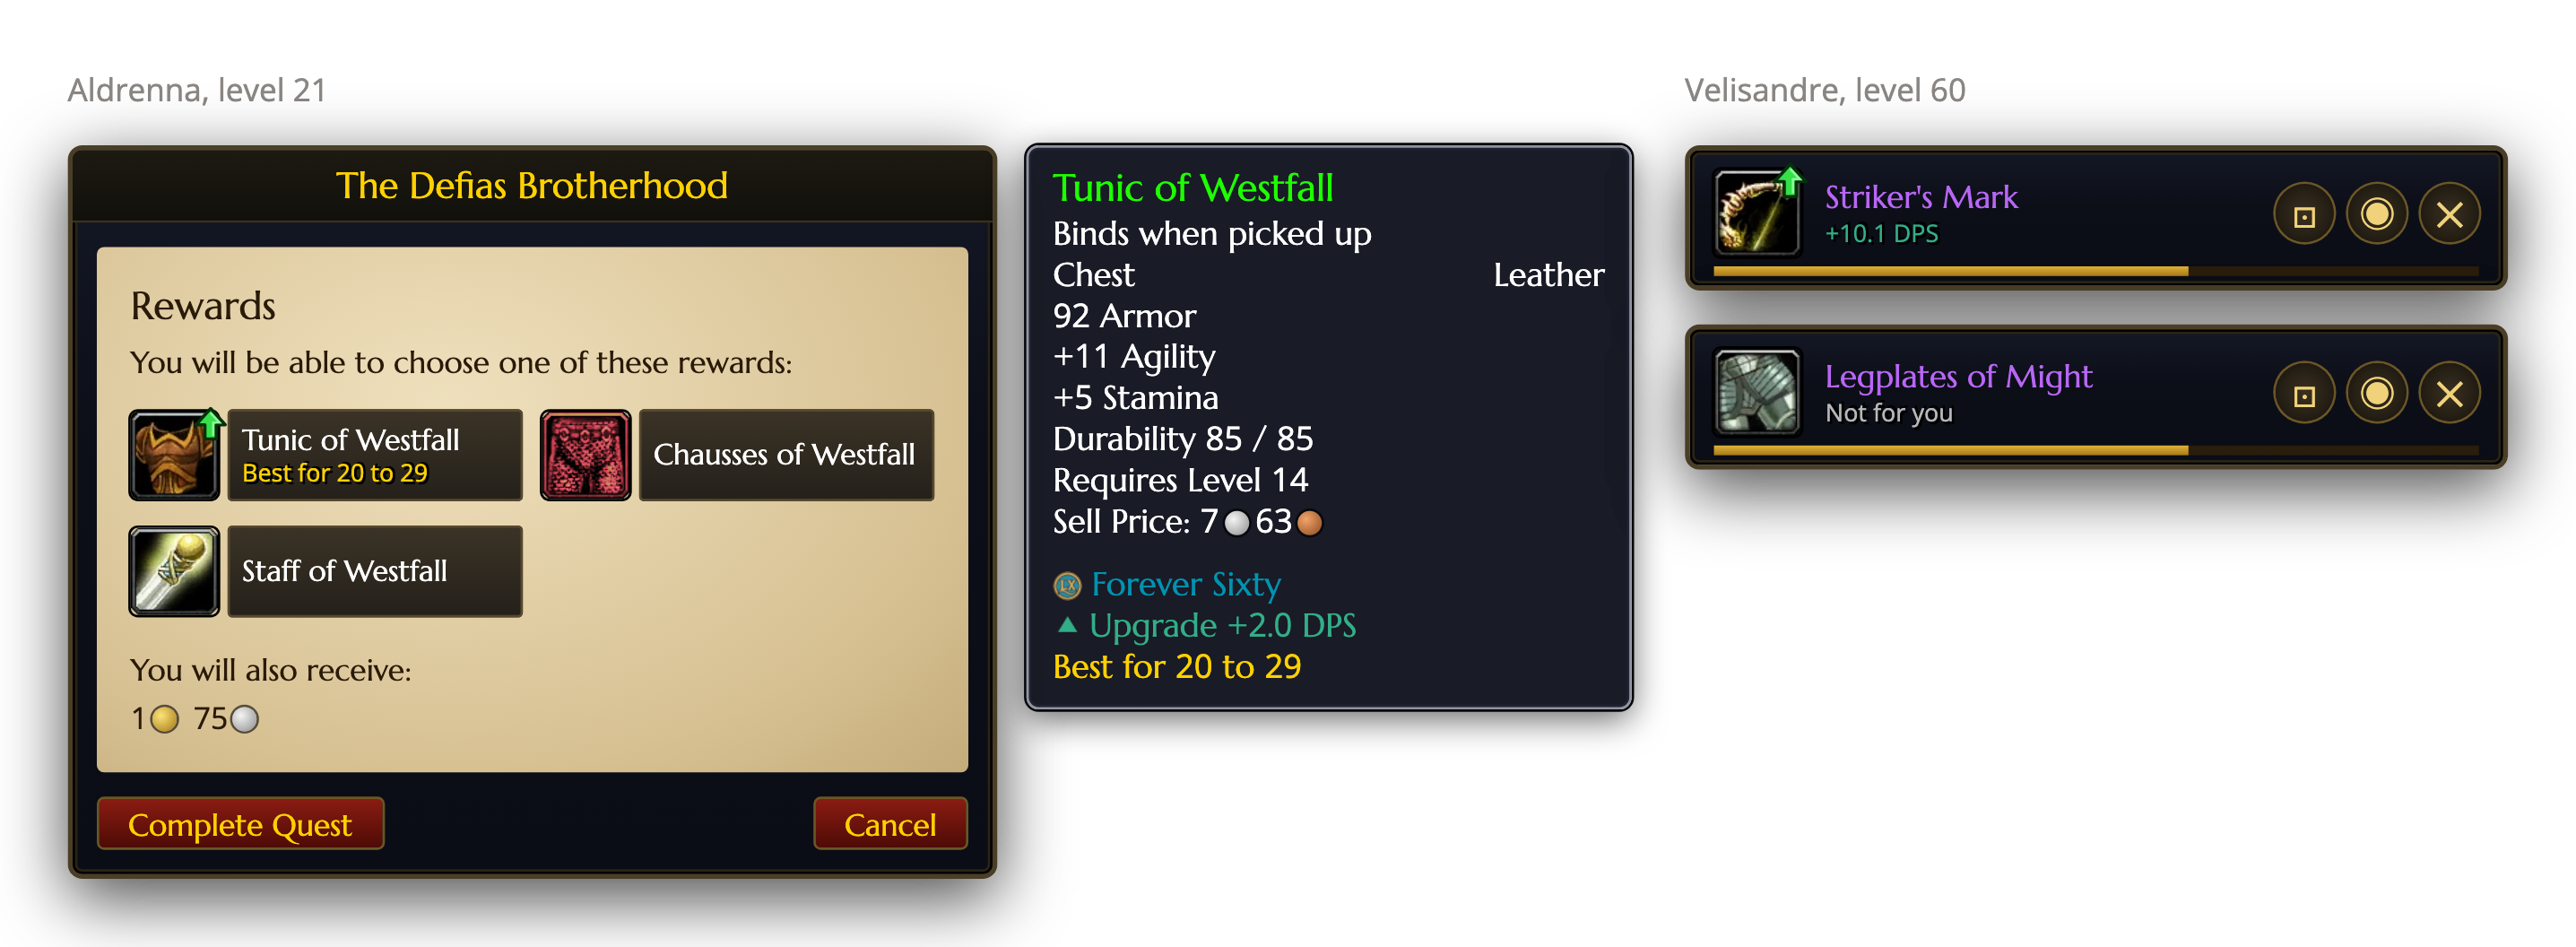 Aldrenna, level 21
The Defias Brotherhood
Rewards
You will be able to choose one of these rewards:
Tunic of Westfall
Best for 20 to 29
Chausses of Westfall
Staff of Westfall
You will also receive:
1 75
Complete Quest
Cancel
Tunic of Westfall
Binds when picked up
Chest Leather
92 Armor
+11 Agility
+5 Stamina
Durability 85 / 85
Requires Level 14
Sell Price: 7 63
LX Forever Sixty
▲ Upgrade +2.0 DPS
Best for 20 to 29
Velisandre, level 60
Striker's Mark
+10.1 DPS
Legplates of Might
Not for you